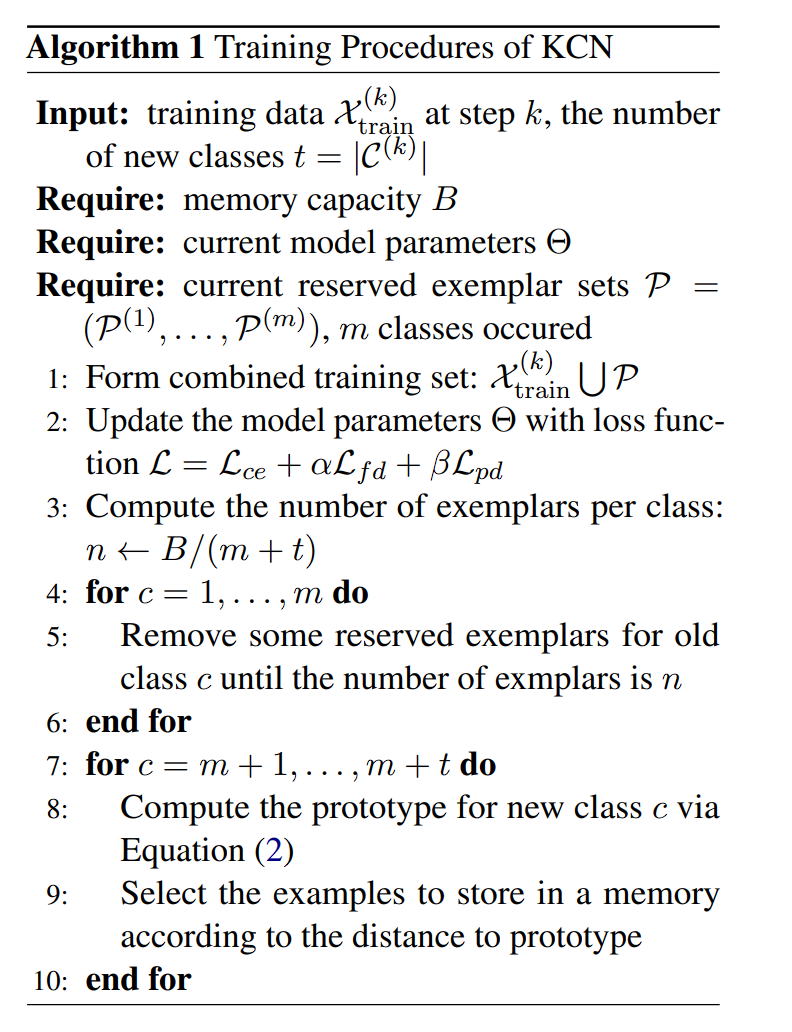 Algorithm 1 Training Procedures of KCN
Input: training data $\mathcal{X}_{\text{train}}^{(k)}$ at step $k$, the number
of new classes $t = |\mathcal{C}^{(k)}|$
Require: memory capacity $B$
Require: current model parameters $\Theta$
Require: current reserved exemplar sets $\mathcal{P} =$
$(\mathcal{P}^{(1)}, \ldots, \mathcal{P}^{(m)})$, $m$ classes occured
1: Form combined training set: $\mathcal{X}_{\text{train}}^{(k)} \bigcup \mathcal{P}$
2: Update the model parameters $\Theta$ with loss func-
tion $\mathcal{L} = \mathcal{L}_{ce} + \alpha\mathcal{L}_{fd} + \beta\mathcal{L}_{pd}$
3: Compute the number of exemplars per class:
$n \leftarrow B/(m + t)$
4: for $c = 1, \ldots, m$ do
5: Remove some reserved exemplars for old
class $c$ until the number of exmplars is $n$
6: end for
7: for $c = m + 1, \ldots, m + t$ do
8: Compute the prototype for new class $c$ via
Equation (2)
9: Select the examples to store in a memory
according to the distance to prototype
10: end for